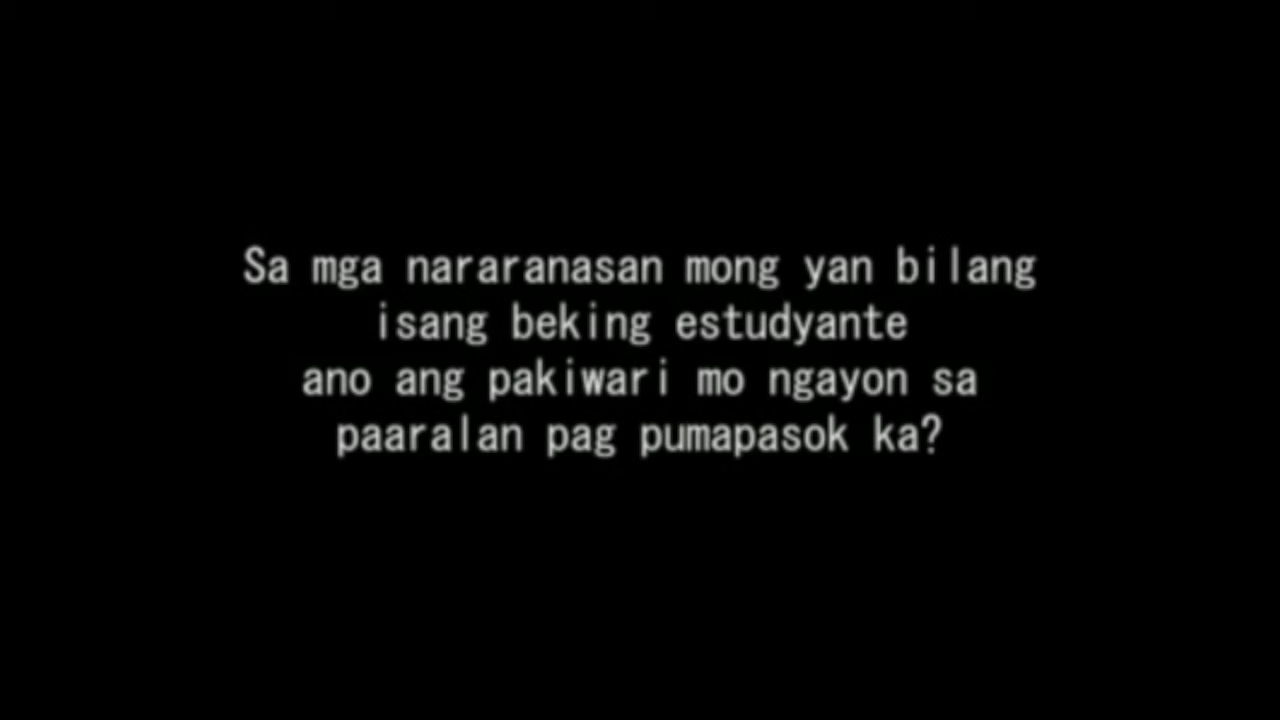 Sa mga nararanasan mong yan bilang
isang beking estudyante
ano ang pakiwari mo ngayon sa
paaralan pag pumapasok ka?